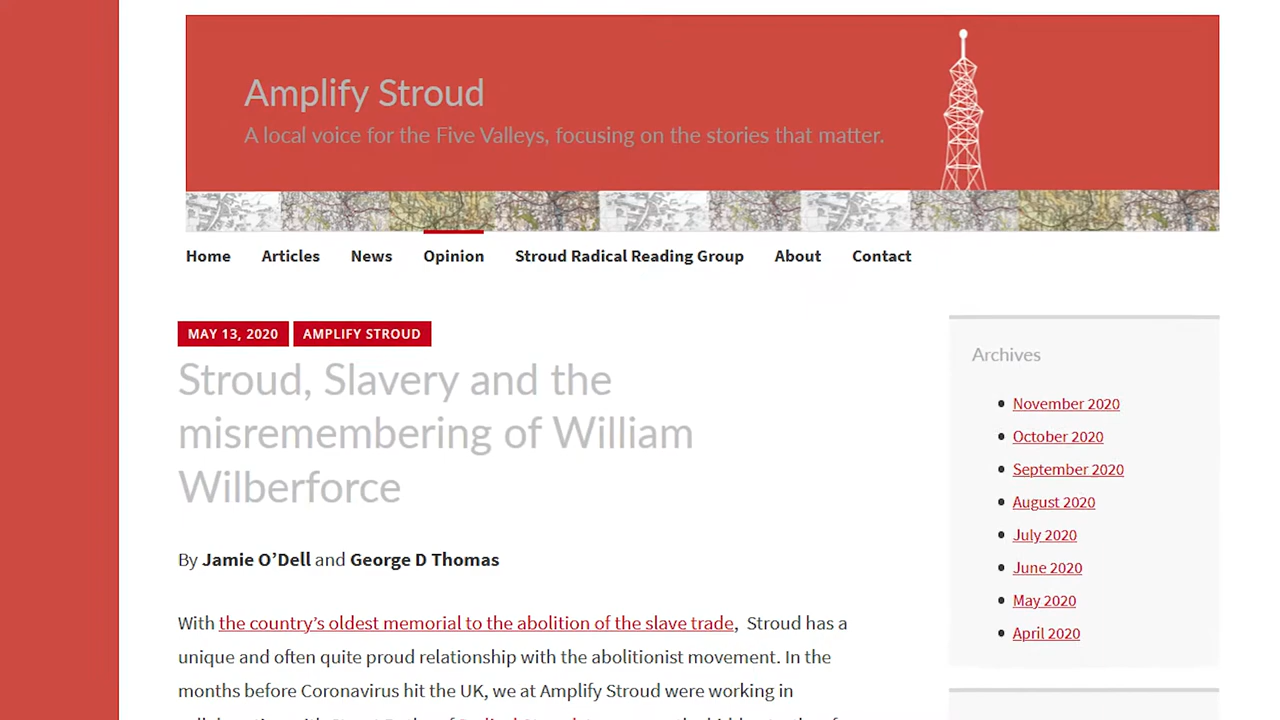 Amplify Stroud
A local voice for the Five Valleys, focusing on the stories that matter.
Home Articles News Opinion Stroud Radical Reading Group About Contact
MAY 13, 2020 AMPLIFY STROUD
Stroud, Slavery and the
misremembering of William
Wilberforce
By Jamie O’Dell and George D Thomas
With the country’s oldest memorial to the abolition of the slave trade, Stroud has a
unique and often quite proud relationship with the abolitionist movement. In the
months before Coronavirus hit the UK, we at Amplify Stroud were working in
Archives
November 2020
October 2020
September 2020
August 2020
July 2020
June 2020
May 2020
April 2020